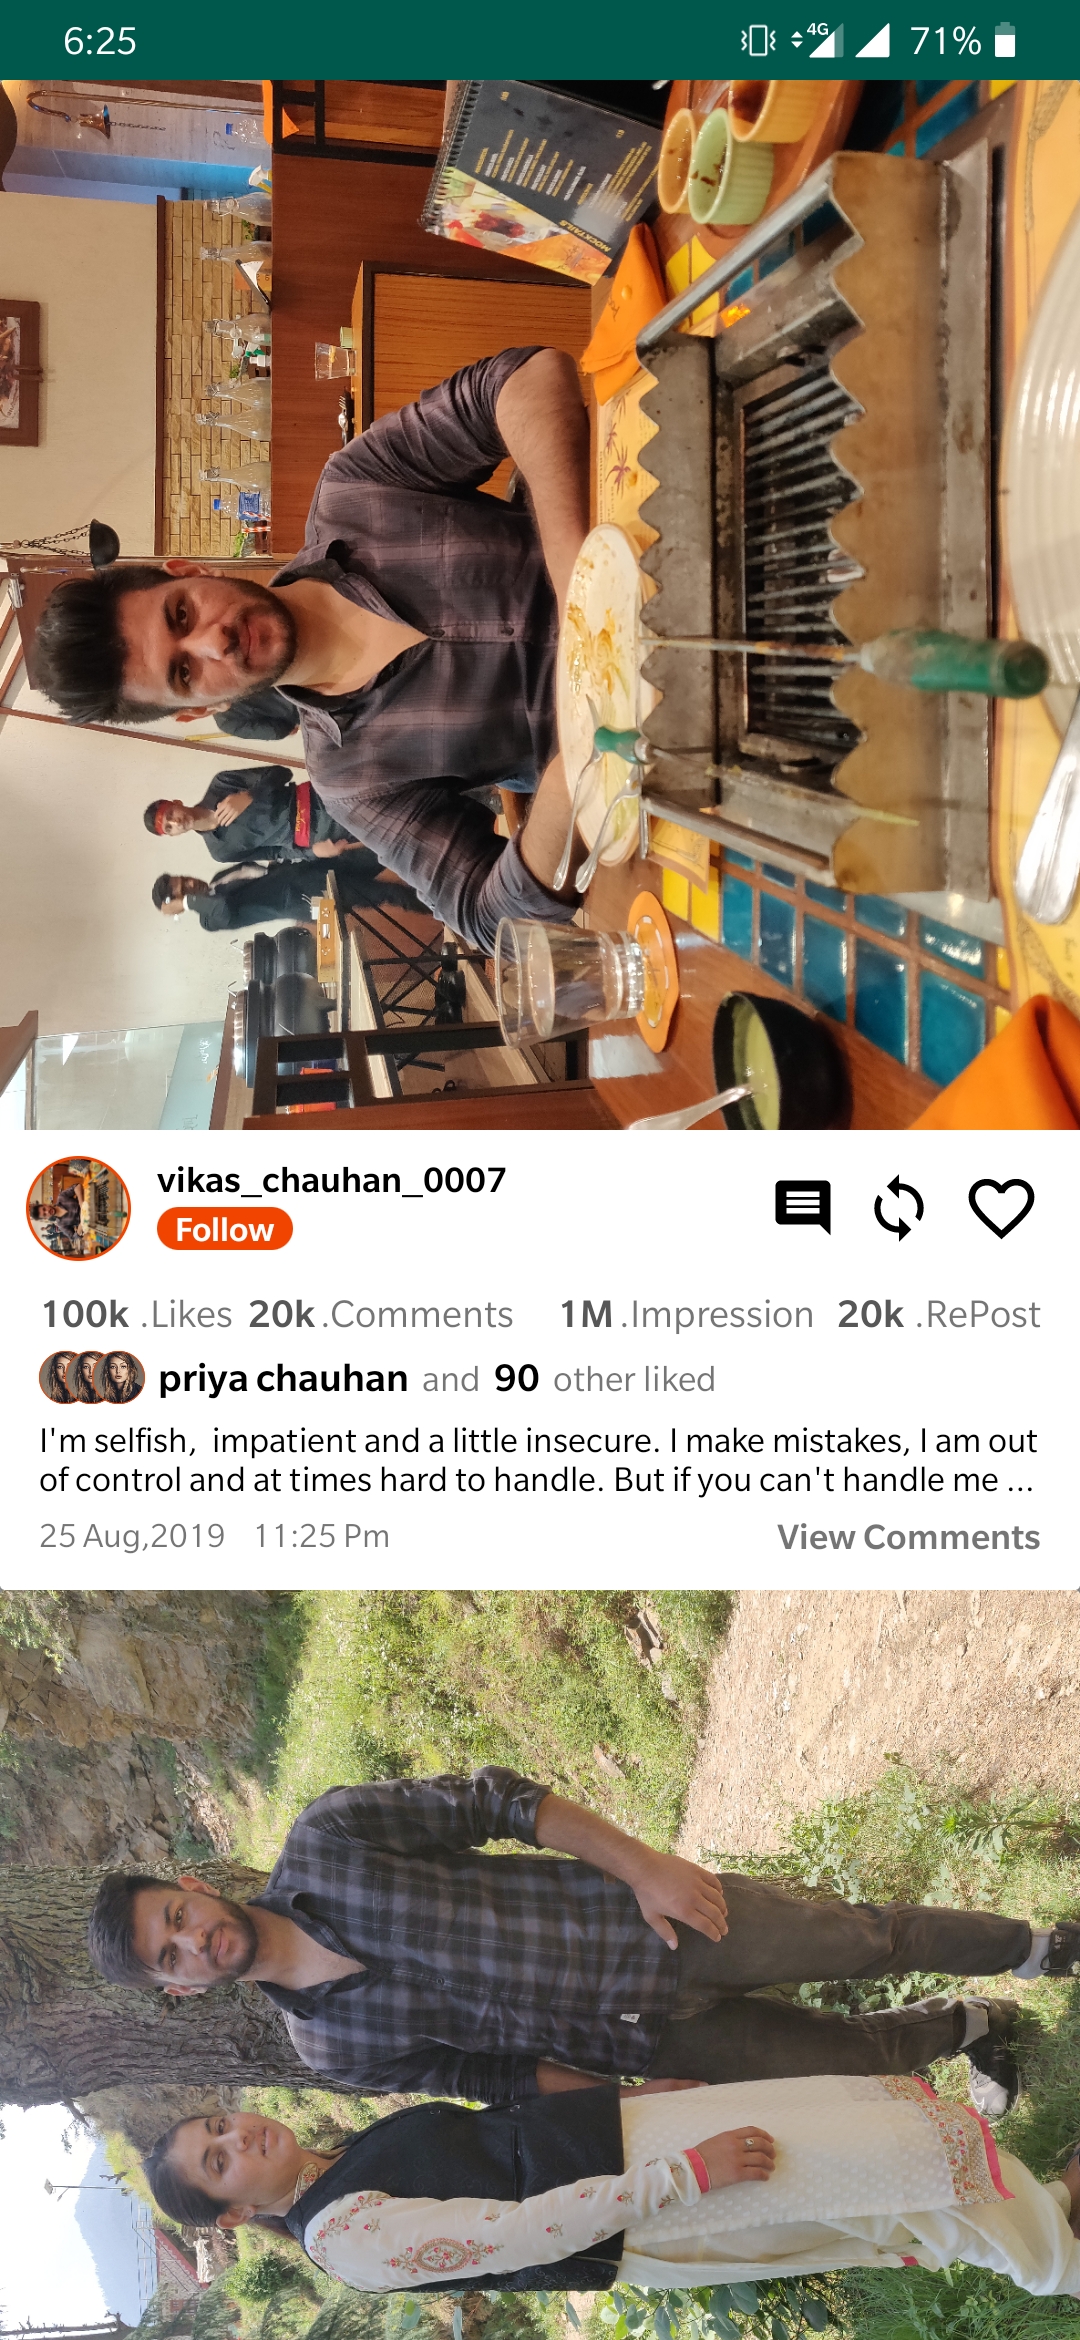 6:25
4G
71%
MOCKTAILS
vikas_chauhan_0007
Follow
100k .Likes 20k .Comments 1M .Impression 20k .RePost
priya chauhan and 90 other liked
I'm selfish, impatient and a little insecure. I make mistakes, I am out
of control and at times hard to handle. But if you can't handle me ...
25 Aug,2019 11:25 Pm
View Comments